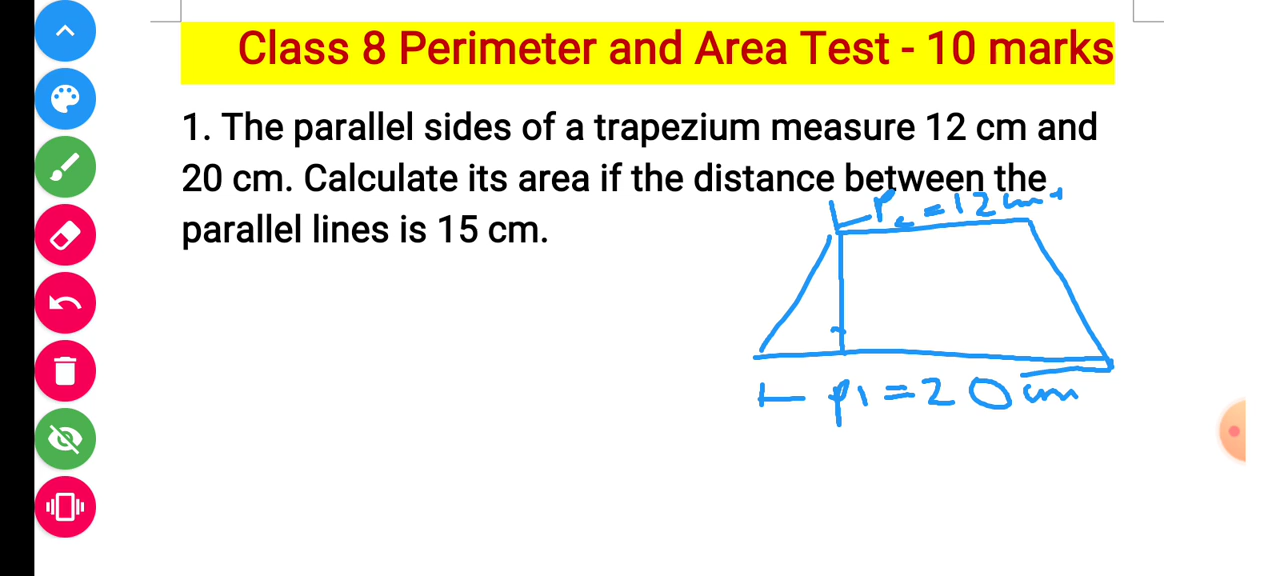 Class 8 Perimeter and Area Test - 10 marks
1. The parallel sides of a trapezium measure 12 cm and
20 cm. Calculate its area if the distance between the
parallel lines is 15 cm.
= 12 cm
p1 = 20 cm